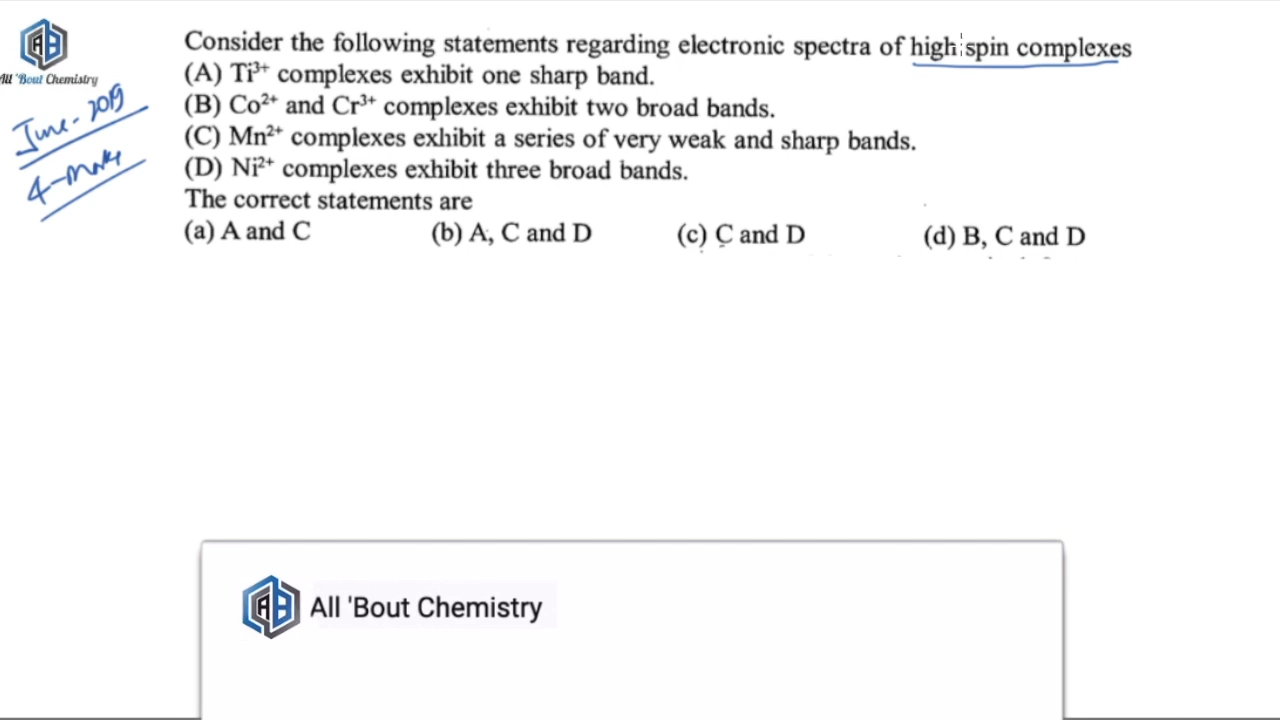 All 'Bout Chemistry
June-2019
4-Marks
Consider the following statements regarding electronic spectra of high spin complexes
(A) Ti³⁺ complexes exhibit one sharp band.
(B) Co²⁺ and Cr³⁺ complexes exhibit two broad bands.
(C) Mn²⁺ complexes exhibit a series of very weak and sharp bands.
(D) Ni²⁺ complexes exhibit three broad bands.
The correct statements are
(a) A and C (b) A, C and D (c) C and D (d) B, C and D
All 'Bout Chemistry